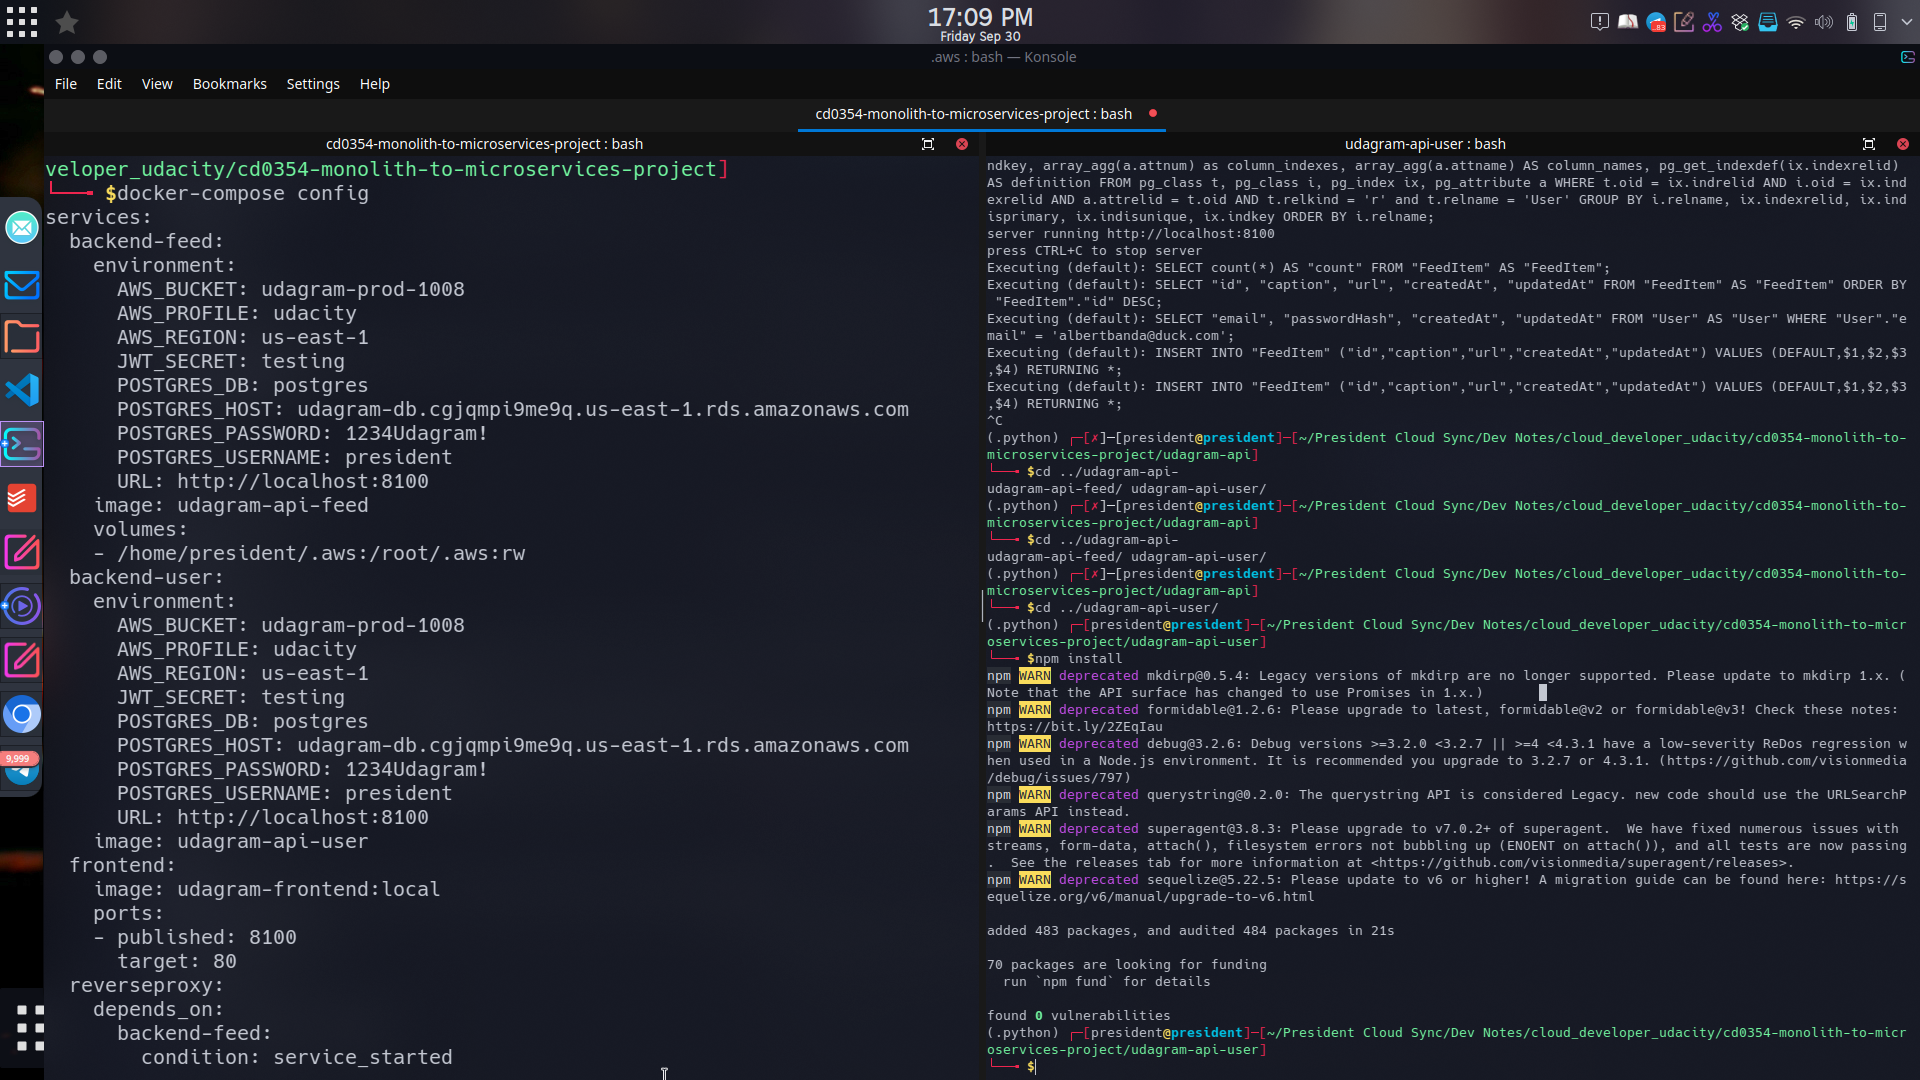 17:09 PM
Friday Sep 30
83
.aws : bash — Konsole
File Edit View Bookmarks Settings Help
cd0354-monolith-to-microservices-project : bash
cd0354-monolith-to-microservices-project : bash
veloper_udacity/cd0354-monolith-to-microservices-project]
└──╼ $docker-compose config
services:
  backend-feed:
    environment:
      AWS_BUCKET: udagram-prod-1008
      AWS_PROFILE: udacity
      AWS_REGION: us-east-1
      JWT_SECRET: testing
      POSTGRES_DB: postgres
      POSTGRES_HOST: udagram-db.cgjqmpi9me9q.us-east-1.rds.amazonaws.com
      POSTGRES_PASSWORD: 1234Udagram!
      POSTGRES_USERNAME: president
      URL: http://localhost:8100
    image: udagram-api-feed
    volumes:
    - /home/president/.aws:/root/.aws:rw
  backend-user:
    environment:
      AWS_BUCKET: udagram-prod-1008
      AWS_PROFILE: udacity
      AWS_REGION: us-east-1
      JWT_SECRET: testing
      POSTGRES_DB: postgres
      POSTGRES_HOST: udagram-db.cgjqmpi9me9q.us-east-1.rds.amazonaws.com
      POSTGRES_PASSWORD: 1234Udagram!
      POSTGRES_USERNAME: president
      URL: http://localhost:8100
    image: udagram-api-user
  frontend:
    image: udagram-frontend:local
    ports:
    - published: 8100
      target: 80
  reverseproxy:
    depends_on:
      backend-feed:
        condition: service_started
udagram-api-user : bash
ndkey, array_agg(a.attnum) as column_indexes, array_agg(a.attname) AS column_names, pg_get_indexdef(ix.indexrelid)
AS definition FROM pg_class t, pg_class i, pg_index ix, pg_attribute a WHERE t.oid = ix.indrelid AND i.oid = ix.ind
exrelid AND a.attrelid = t.oid AND t.relkind = 'r' and t.relname = 'User' GROUP BY i.relname, ix.indexrelid, ix.ind
isprimary, ix.indisunique, ix.indkey ORDER BY i.relname;
server running http://localhost:8100
press CTRL+C to stop server
Executing (default): SELECT count(*) AS "count" FROM "FeedItem" AS "FeedItem";
Executing (default): SELECT "id", "caption", "url", "createdAt", "updatedAt" FROM "FeedItem" AS "FeedItem" ORDER BY
 "FeedItem"."id" DESC;
Executing (default): SELECT "email", "passwordHash", "createdAt", "updatedAt" FROM "User" AS "User" WHERE "User"."e
mail" = 'albertbanda@duck.com';
Executing (default): INSERT INTO "FeedItem" ("id","caption","url","createdAt","updatedAt") VALUES (DEFAULT,$1,$2,$3
,$4) RETURNING *;
Executing (default): INSERT INTO "FeedItem" ("id","caption","url","createdAt","updatedAt") VALUES (DEFAULT,$1,$2,$3
,$4) RETURNING *;
^C
(.python) ┌─[✗]─[president@president]─[~/President Cloud Sync/Dev Notes/cloud_developer_udacity/cd0354-monolith-to-
microservices-project/udagram-api]
└──╼ $cd ../udagram-api-
udagram-api-feed/ udagram-api-user/
(.python) ┌─[✗]─[president@president]─[~/President Cloud Sync/Dev Notes/cloud_developer_udacity/cd0354-monolith-to-
microservices-project/udagram-api]
└──╼ $cd ../udagram-api-
udagram-api-feed/ udagram-api-user/
(.python) ┌─[✗]─[president@president]─[~/President Cloud Sync/Dev Notes/cloud_developer_udacity/cd0354-monolith-to-
microservices-project/udagram-api]
└──╼ $cd ../udagram-api-user/
(.python) ┌─[president@president]─[~/President Cloud Sync/Dev Notes/cloud_developer_udacity/cd0354-monolith-to-micr
oservices-project/udagram-api-user]
└──╼ $npm install
npm WARN deprecated mkdirp@0.5.4: Legacy versions of mkdirp are no longer supported. Please update to mkdirp 1.x. (
Note that the API surface has changed to use Promises in 1.x.)
npm WARN deprecated formidable@1.2.6: Please upgrade to latest, formidable@v2 or formidable@v3! Check these notes:
https://bit.ly/2ZEqIau
npm WARN deprecated debug@3.2.6: Debug versions >=3.2.0 <3.2.7 || >=4 <4.3.1 have a low-severity ReDos regression w
hen used in a Node.js environment. It is recommended you upgrade to 3.2.7 or 4.3.1. (https://github.com/visionmedia
/debug/issues/797)
npm WARN deprecated querystring@0.2.0: The querystring API is considered Legacy. new code should use the URLSearchP
arams API instead.
npm WARN deprecated superagent@3.8.3: Please upgrade to v7.0.2+ of superagent.  We have fixed numerous issues with
streams, form-data, attach(), filesystem errors not bubbling up (ENOENT on attach()), and all tests are now passing
.  See the releases tab for more information at <https://github.com/visionmedia/superagent/releases>.
npm WARN deprecated sequelize@5.22.5: Please update to v6 or higher! A migration guide can be found here: https://s
equelize.org/v6/manual/upgrade-to-v6.html
added 483 packages, and audited 484 packages in 21s
70 packages are looking for funding
  run `npm fund` for details
found 0 vulnerabilities
(.python) ┌─[president@president]─[~/President Cloud Sync/Dev Notes/cloud_developer_udacity/cd0354-monolith-to-micr
oservices-project/udagram-api-user]
└──╼ $
9,999